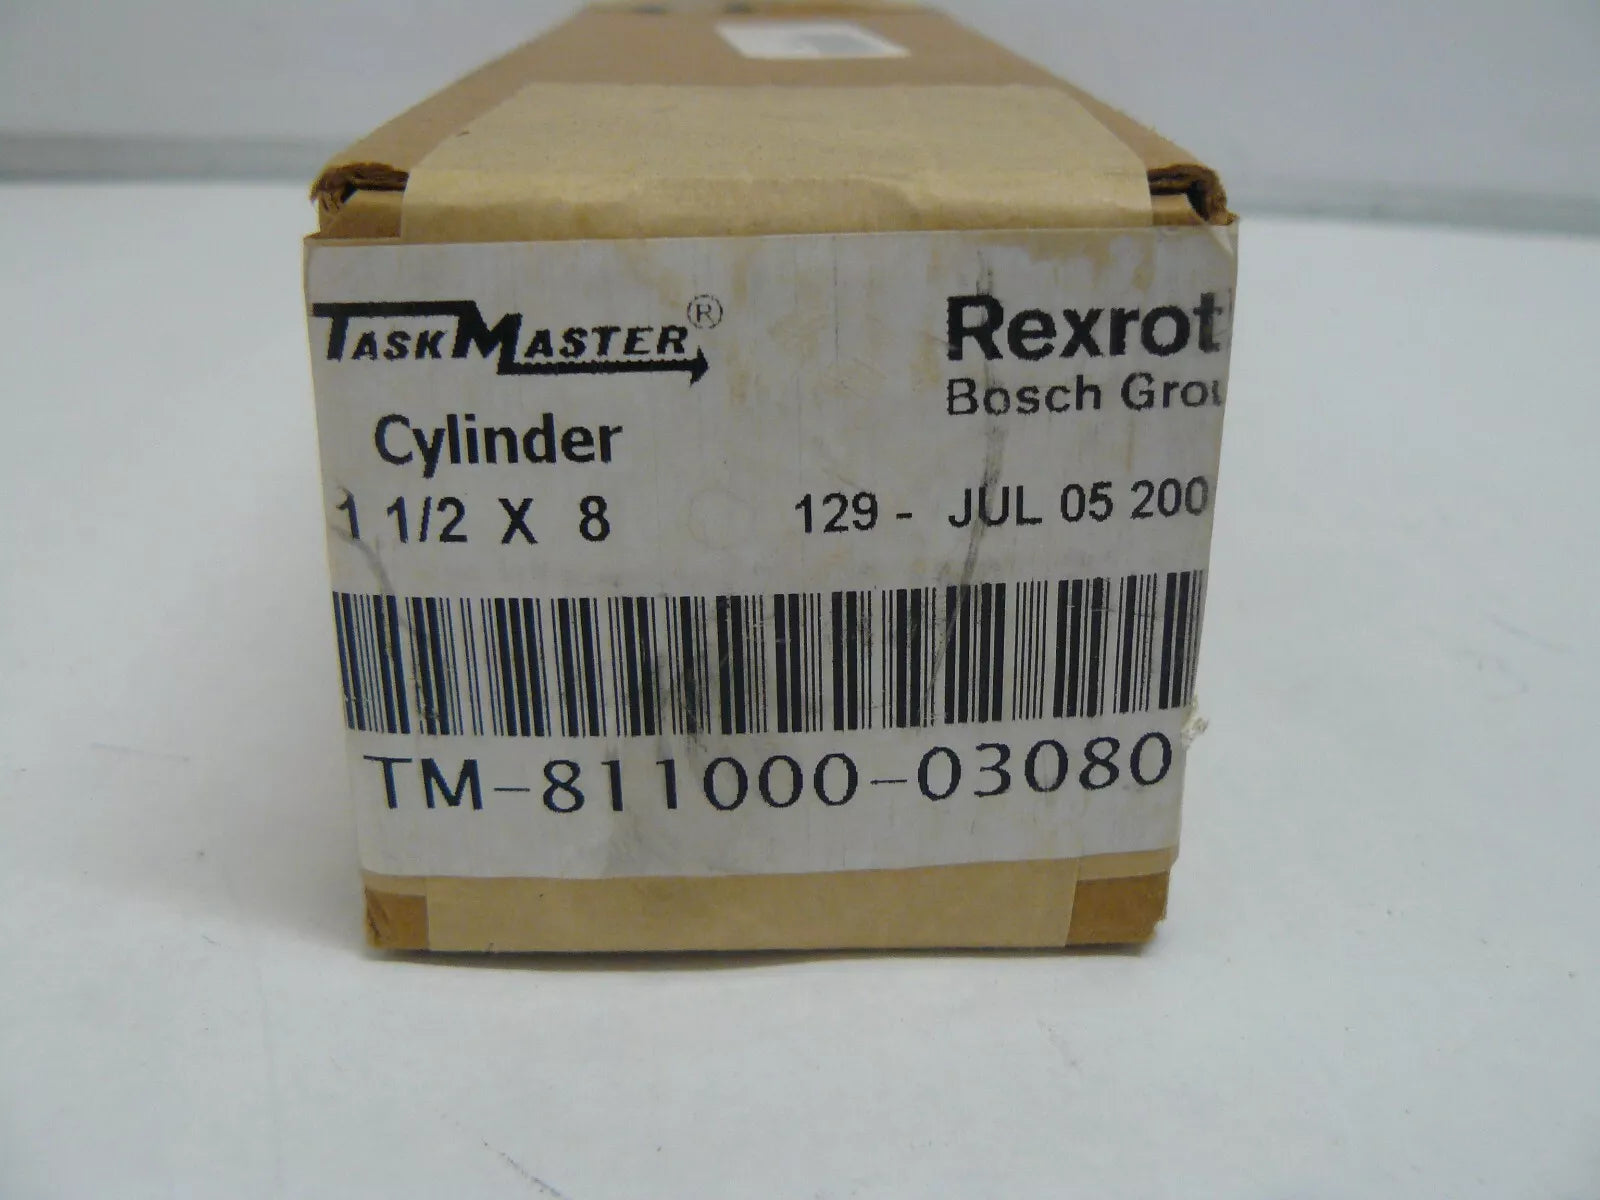 TASKMASTER®
Rexrot
Bosch Grou
Cylinder
1 1/2 X 8
129 - JUL 05 200
TM-811000-03080